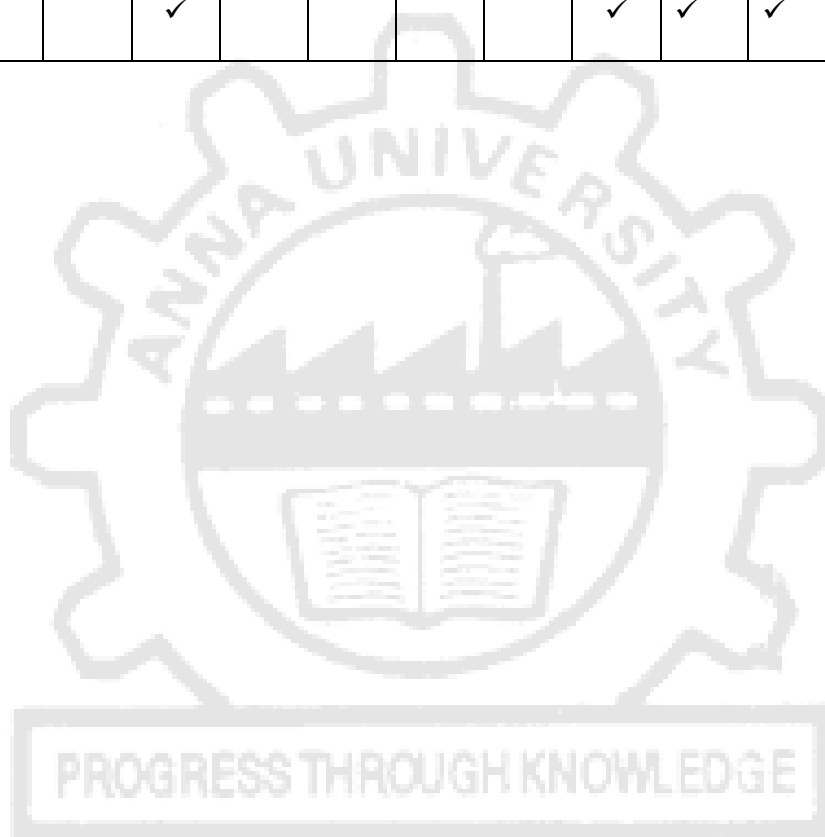 ✓ ✓ ✓ ✓
ANNA UNIVERSITY
PROGRESS THROUGH KNOWLEDGE